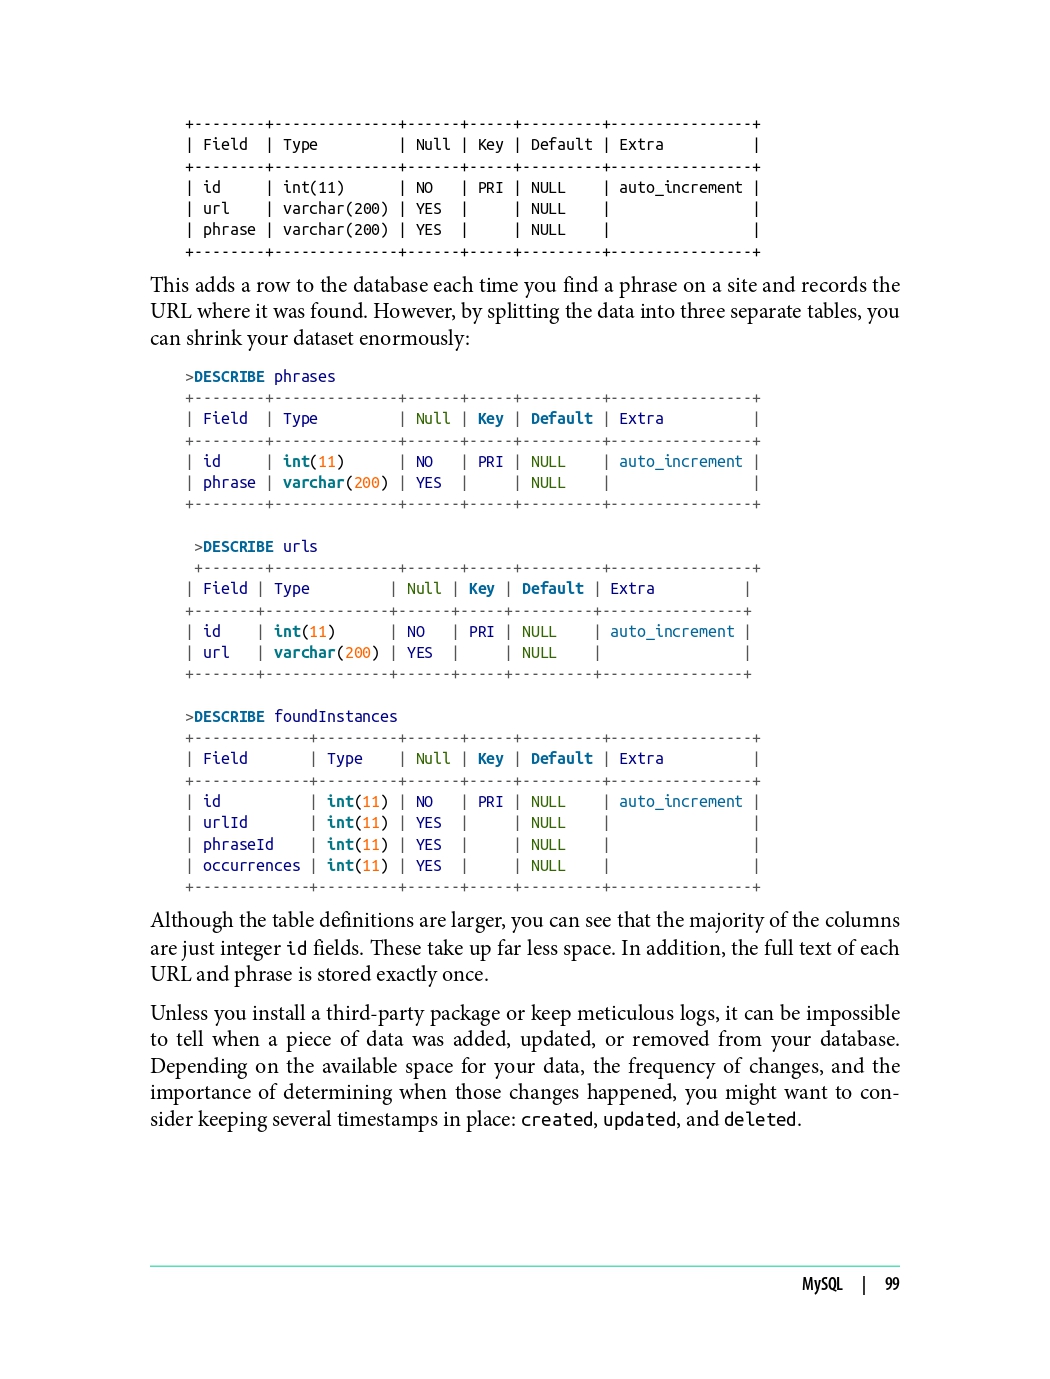 +--------+--------------+------+-----+---------+----------------+
| Field  | Type         | Null | Key | Default | Extra          |
+--------+--------------+------+-----+---------+----------------+
| id     | int(11)      | NO   | PRI | NULL    | auto_increment |
| url    | varchar(200) | YES  |     | NULL    |                |
| phrase | varchar(200) | YES  |     | NULL    |                |
+--------+--------------+------+-----+---------+----------------+
This adds a row to the database each time you find a phrase on a site and records the
URL where it was found. However, by splitting the data into three separate tables, you
can shrink your dataset enormously:
>DESCRIBE phrases
+--------+--------------+------+-----+---------+----------------+
| Field  | Type         | Null | Key | Default | Extra          |
+--------+--------------+------+-----+---------+----------------+
| id     | int(11)      | NO   | PRI | NULL    | auto_increment |
| phrase | varchar(200) | YES  |     | NULL    |                |
+--------+--------------+------+-----+---------+----------------+
 >DESCRIBE urls
 +-------+--------------+------+-----+---------+----------------+
| Field | Type         | Null | Key | Default | Extra          |
+-------+--------------+------+-----+---------+----------------+
| id    | int(11)      | NO   | PRI | NULL    | auto_increment |
| url   | varchar(200) | YES  |     | NULL    |                |
+-------+--------------+------+-----+---------+----------------+
>DESCRIBE foundInstances
+-------------+---------+------+-----+---------+----------------+
| Field       | Type    | Null | Key | Default | Extra          |
+-------------+---------+------+-----+---------+----------------+
| id          | int(11) | NO   | PRI | NULL    | auto_increment |
| urlId       | int(11) | YES  |     | NULL    |                |
| phraseId    | int(11) | YES  |     | NULL    |                |
| occurrences | int(11) | YES  |     | NULL    |                |
+-------------+---------+------+-----+---------+----------------+
Although the table definitions are larger, you can see that the majority of the columns
are just integer id fields. These take up far less space. In addition, the full text of each
URL and phrase is stored exactly once.
Unless you install a third-party package or keep meticulous logs, it can be impossible
to tell when a piece of data was added, updated, or removed from your database.
Depending on the available space for your data, the frequency of changes, and the
importance of determining when those changes happened, you might want to con-
sider keeping several timestamps in place: created, updated, and deleted.
MySQL | 99